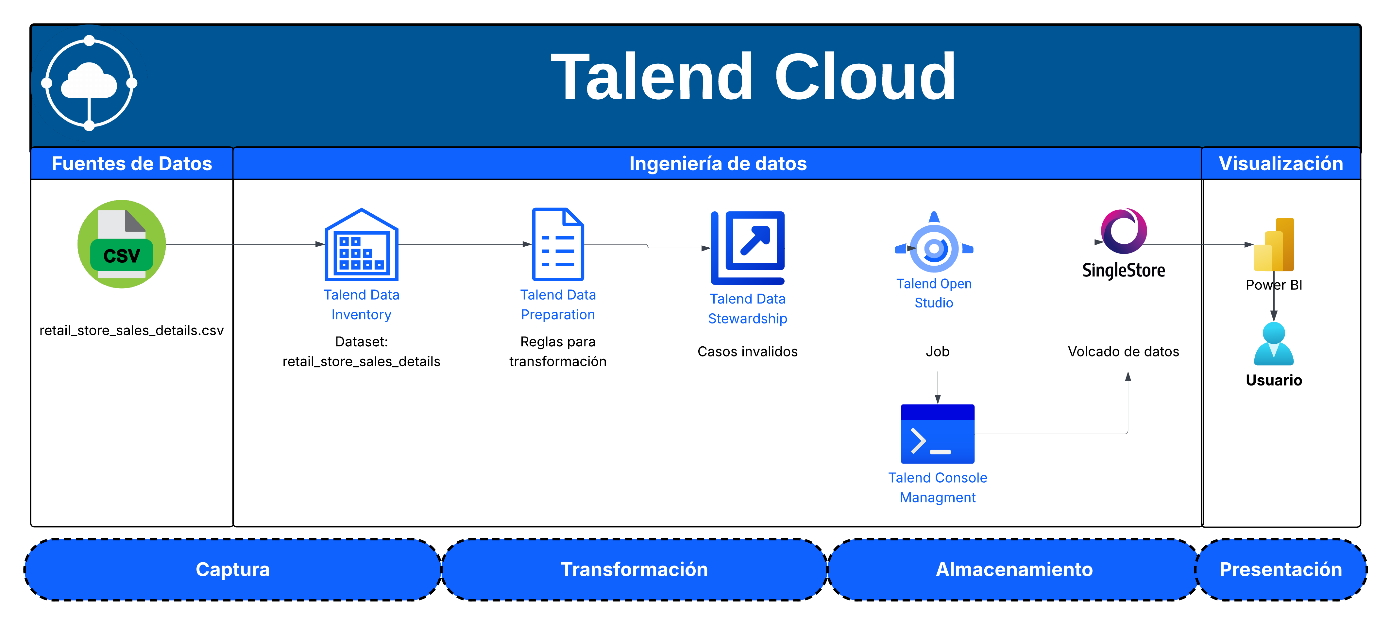 Talend Cloud
Fuentes de Datos
Ingeniería de datos
Visualización
CSV
retail_store_sales_details.csv
Talend Data
Inventory
Dataset:
retail_store_sales_details
Talend Data
Preparation
Reglas para
transformación
Talend Data
Stewardship
Casos invalidos
Talend Open
Studio
Job
Talend Console
Managment
SingleStore
Volcado de datos
Power BI
Usuario
Captura
Transformación
Almacenamiento
Presentación